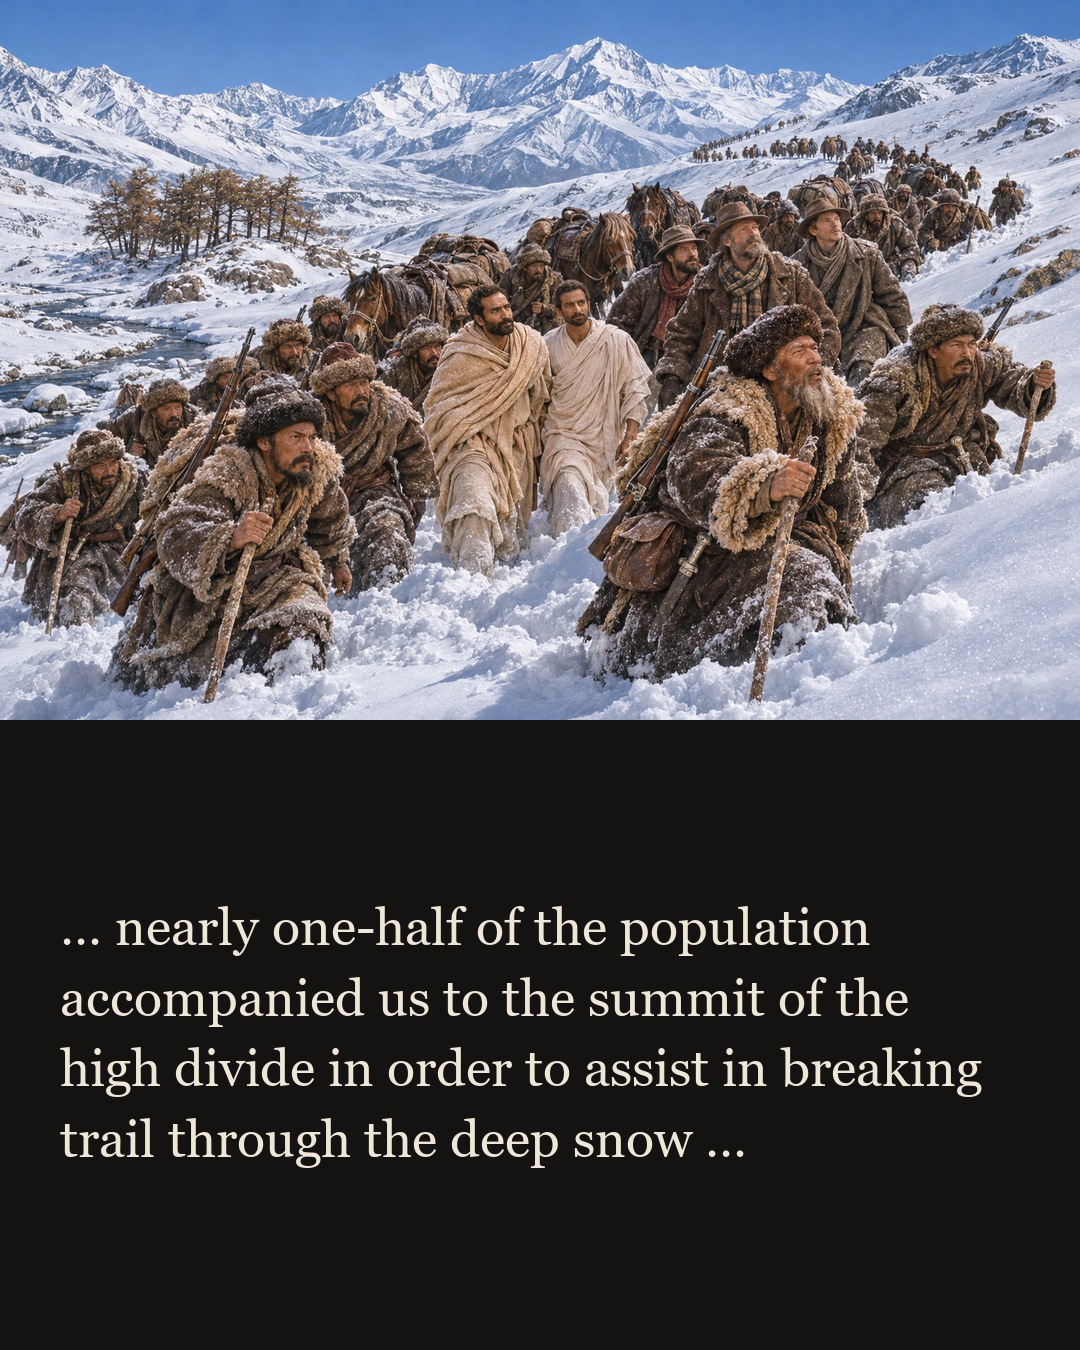 ... nearly one-half of the population
accompanied us to the summit of the
high divide in order to assist in breaking
trail through the deep snow ...